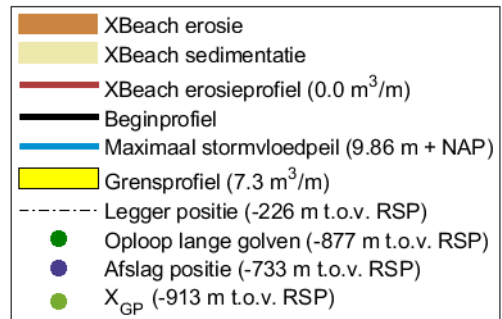 XBeach erosie
XBeach sedimentatie
XBeach erosieprofiel (0.0 m³/m)
Beginprofiel
Maximaal stormvloedpeil (9.86 m + NAP)
Grensprofiel (7.3 m³/m)
Legger positie (-226 m t.o.v. RSP)
Oploop lange golven (-877 m t.o.v. RSP)
Afslag positie (-733 m t.o.v. RSP)
X_GP (-913 m t.o.v. RSP)